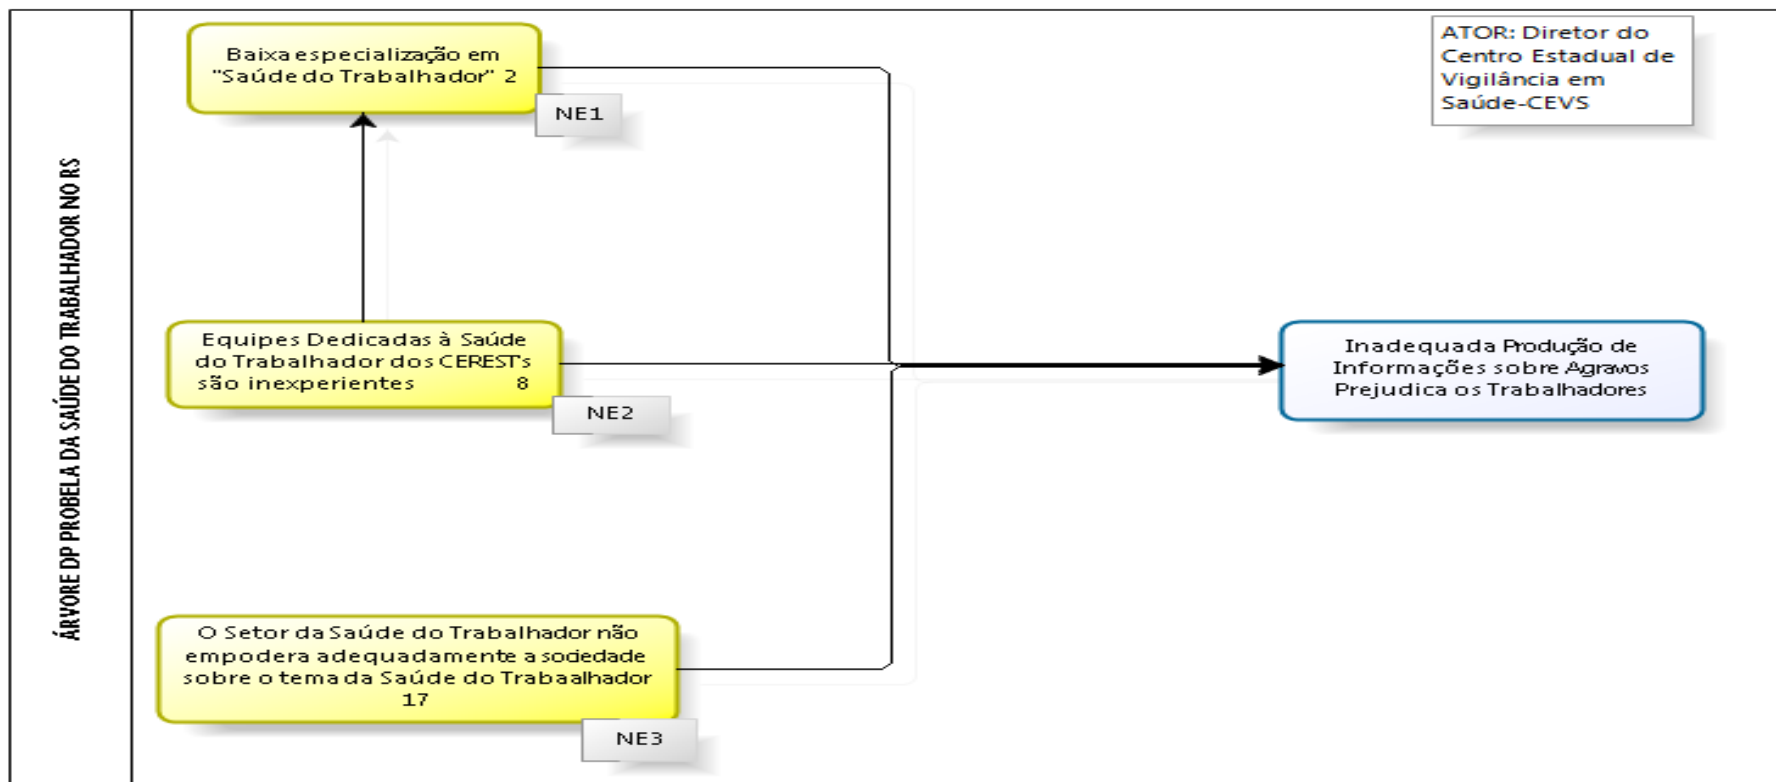 ÁRVORE DP PROBELA DA SAÚDE DO TRABALHADOR NO RS
Baixa especialização em
"Saúde do Trabalhador" 2
NE1
ATOR: Diretor do
Centro Estadual de
Vigilância em
Saúde-CEVS
Equipes Dedicadas à Saúde
do Trabalhador dos CEREST's
são inexperientes 8
NE2
Inadequada Produção de
Informações sobre Agravos
Prejudica os Trabalhadores
O Setor da Saúde do Trabalhador não
empodera adequadamente a sociedade
sobre o tema da Saúde do Trabaalhador
17
NE3